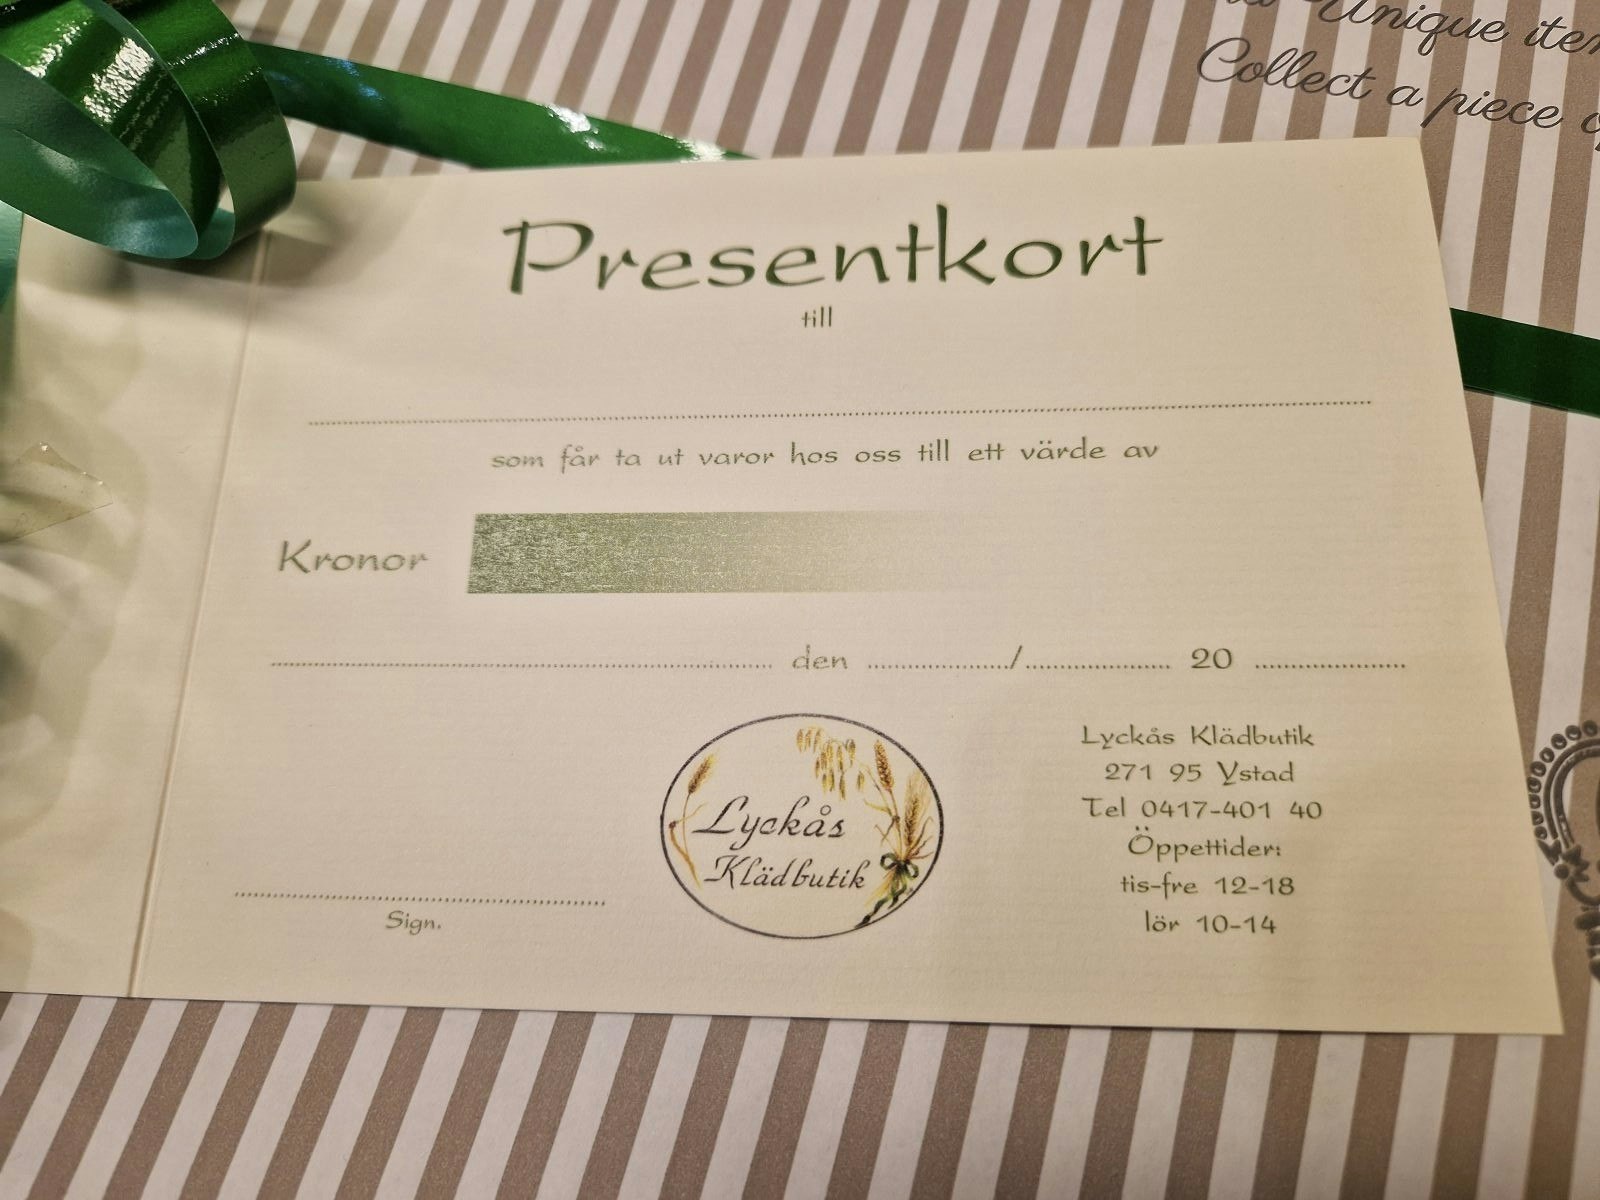 Unique
Collect a piece
Presentkort
till
som får ta ut varor hos oss till ett värde av
Kronor
den / 20
Lyckås
Klädbutik
Lyckås Klädbutik
271 95 Ystad
Tel 0417-401 40
Öppettider:
tis-fre 12-18
lör 10-14
Sign.